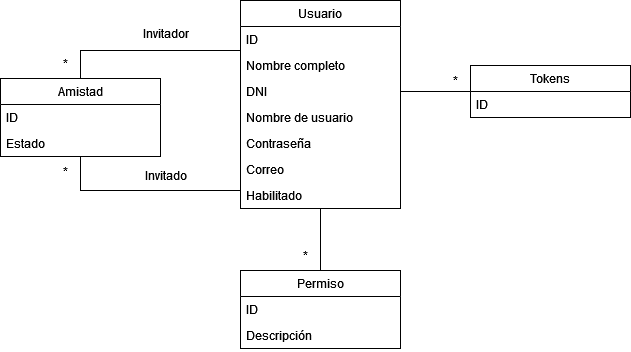 Usuario
ID
Nombre completo
DNI
Nombre de usuario
Contraseña
Correo
Habilitado
Invitador
*
Amistad
ID
Estado
*
Invitado
*
Tokens
ID
*
Permiso
ID
Descripción